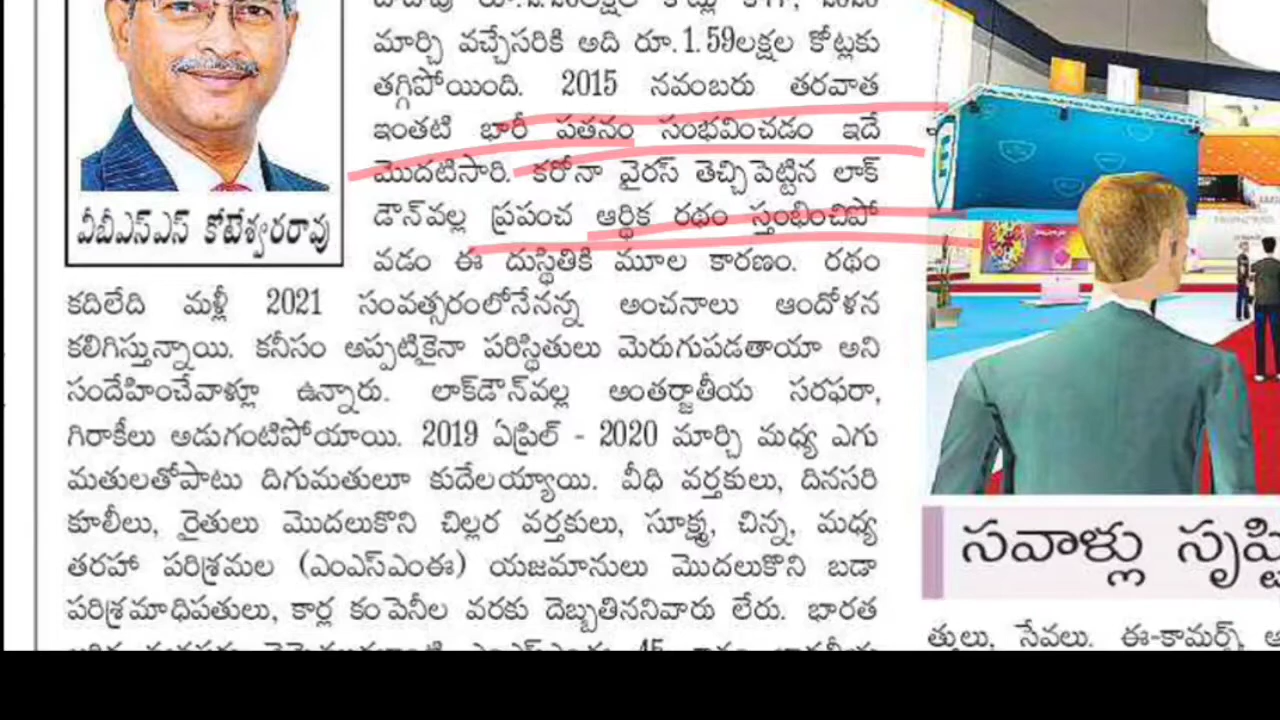 మార్చి వచ్చేసరికి అది రూ.1.59లక్షల కోట్లకు
తగ్గిపోయింది. 2015 నవంబరు తరవాత
ఇంతటి భారీ పతనం సంభవించడం ఇదే
మొదటిసారి. కరోనా వైరస్ తెచ్చిపెట్టిన లాక్
డౌన్‌వల్ల ప్రపంచ ఆర్థిక రథం స్తంభించిపో
వడం ఈ దుస్థితికి మూల కారణం. రథం
వీబీఎస్ఎస్ కోటేశ్వరరావు
కదిలేది మళ్లీ 2021 సంవత్సరంలోనేనన్న అంచనాలు ఆందోళన
కలిగిస్తున్నాయి. కనీసం అప్పటికైనా పరిస్థితులు మెరుగుపడతాయా అని
సందేహించేవాళ్లూ ఉన్నారు. లాక్‌డౌన్‌వల్ల అంతర్జాతీయ సరఫరా,
గిరాకీలు అడుగంటిపోయాయి. 2019 ఏప్రిల్ - 2020 మార్చి మధ్య ఎగు
మతులతోపాటు దిగుమతులూ కుదేలయ్యాయి. వీధి వర్తకులు, దినసరి
కూలీలు, రైతులు మొదలుకొని చిల్లర వర్తకులు, సూక్ష్మ, చిన్న, మధ్య
తరహా పరిశ్రమల (ఎంఎస్ఎంఈ) యజమానులు మొదలుకొని బడా
పరిశ్రమాధిపతులు, కార్ల కంపెనీల వరకు దెబ్బతిననివారు లేరు. భారత
సవాళ్లు
త్తులు, సేవలు. ఈ-కామర్స్